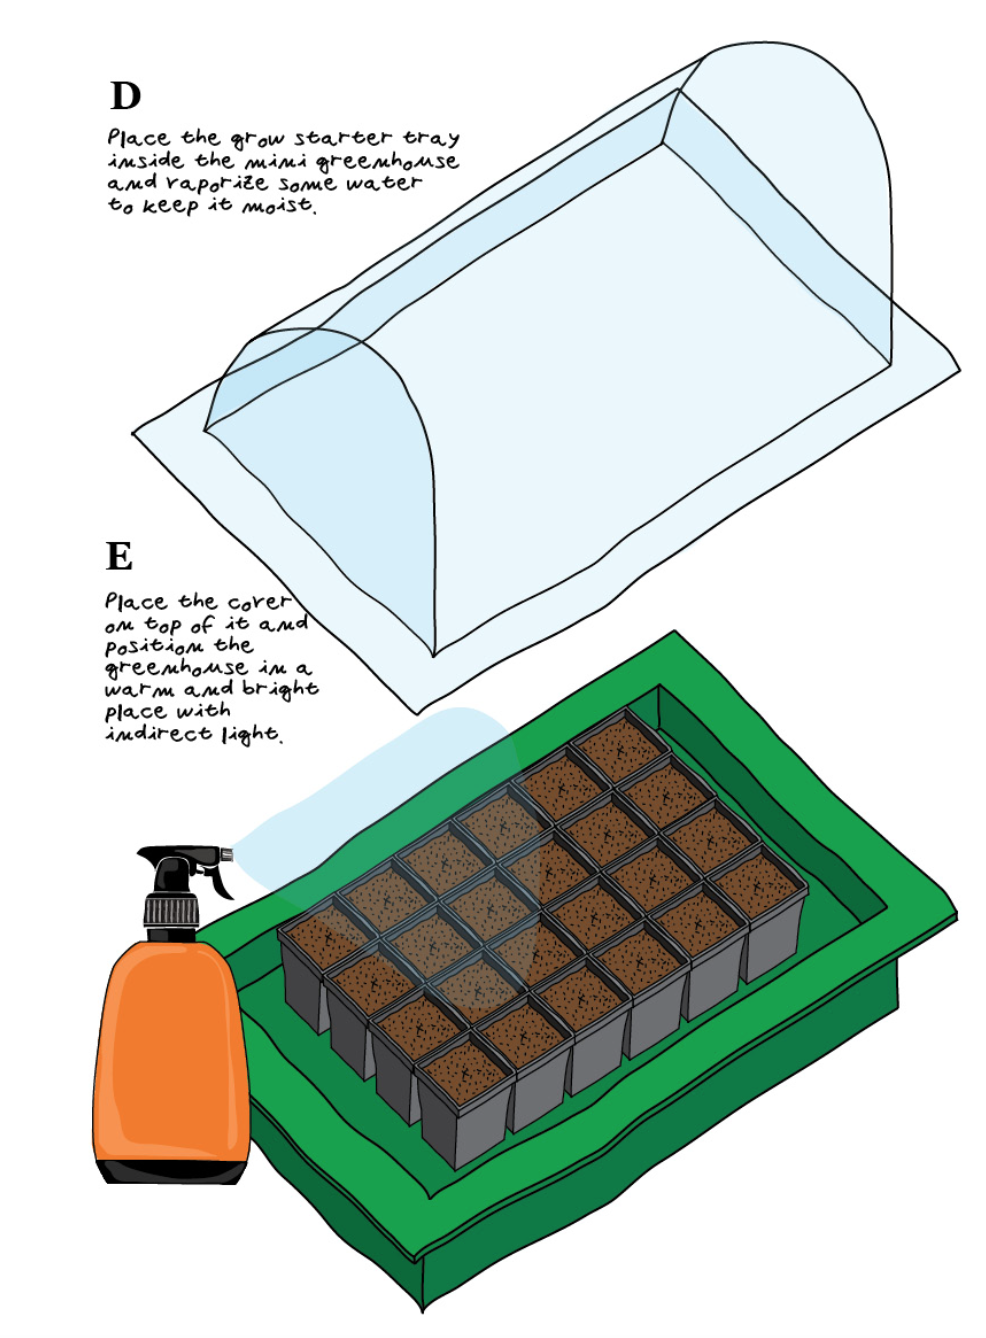 D
Place the grow starter tray
inside the mini greenhouse
and vaporize some water
to keep it moist.
E
Place the cover
on top of it and
position the
greenhouse in a
warm and bright
place with
indirect light.